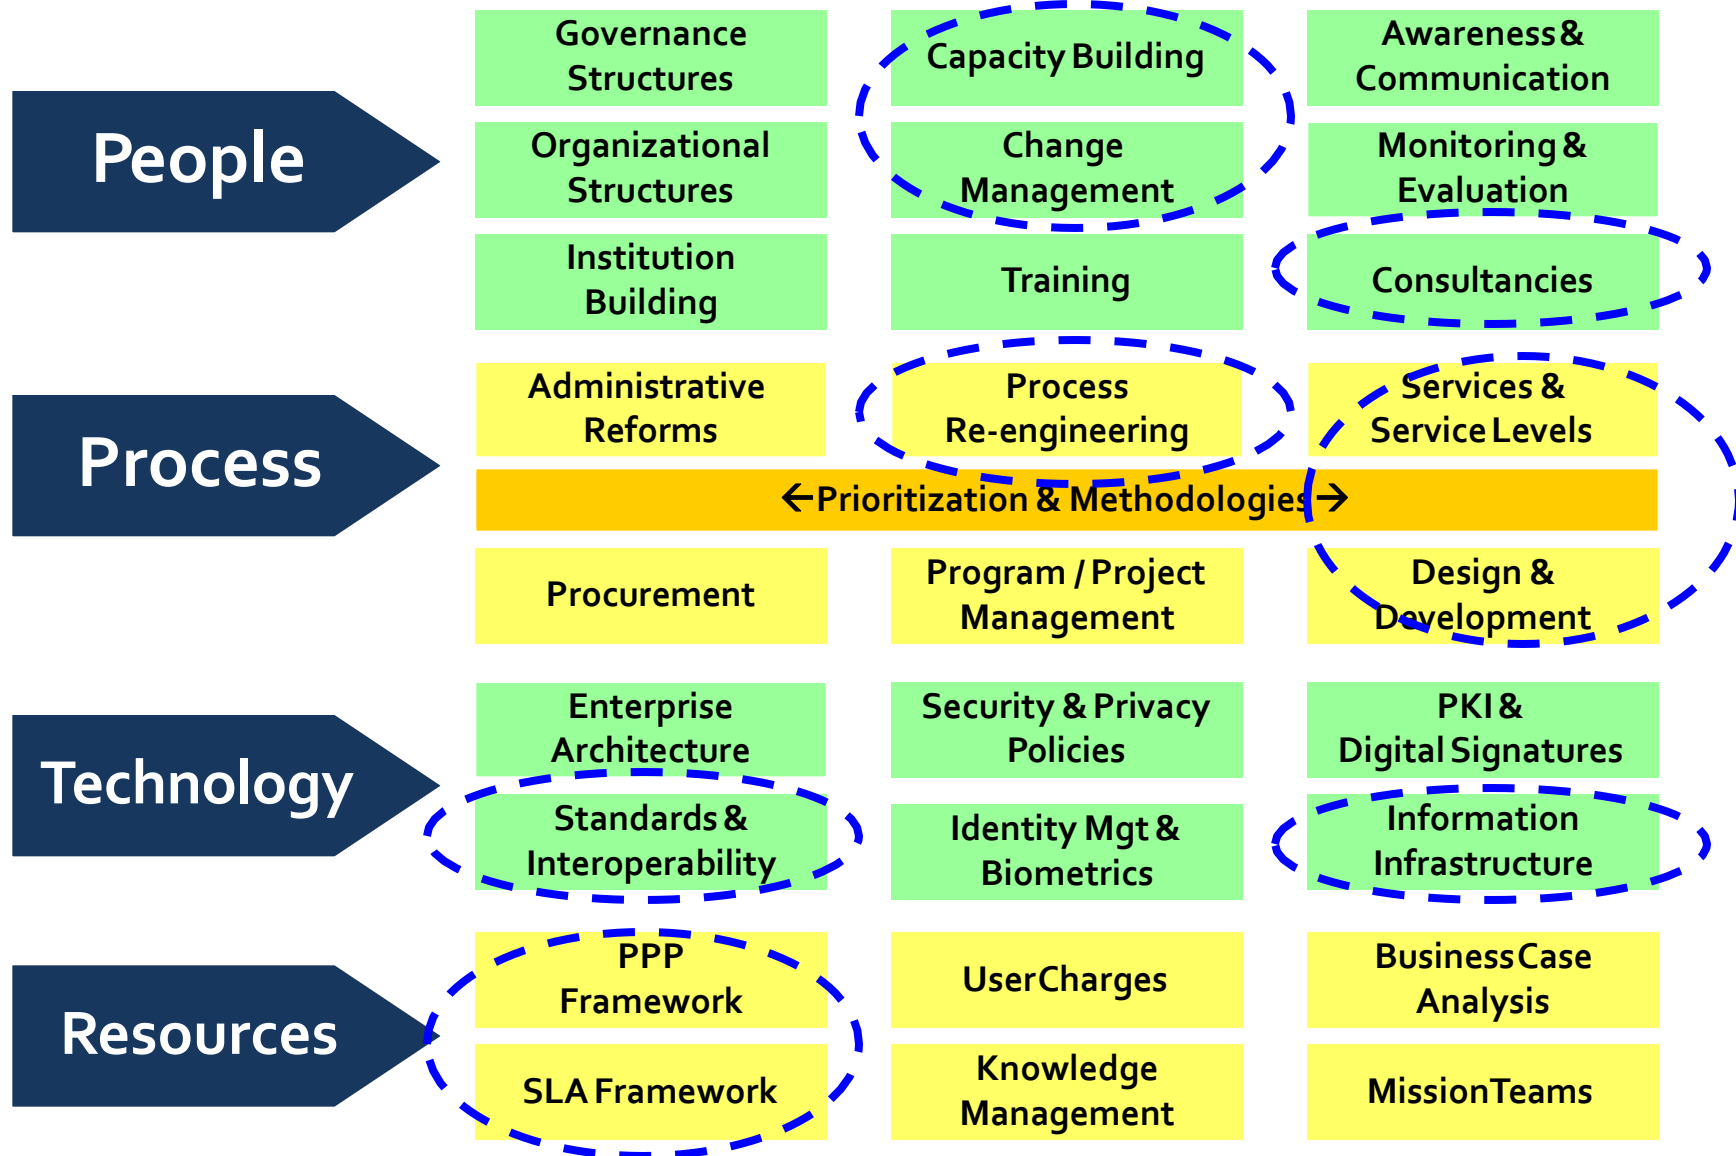 People
Governance
Structures
Capacity Building
Awareness &
Communication
Organizational
Structures
Change
Management
Monitoring &
Evaluation
Institution
Building
Training
Consultancies
Process
Administrative
Reforms
Process
Re-engineering
Services &
Service Levels
←Prioritization & Methodologies→
Procurement
Program / Project
Management
Design &
Development
Technology
Enterprise
Architecture
Security & Privacy
Policies
PKI &
Digital Signatures
Standards &
Interoperability
Identity Mgt &
Biometrics
Information
Infrastructure
Resources
PPP
Framework
User Charges
Business Case
Analysis
SLA Framework
Knowledge
Management
Mission Teams